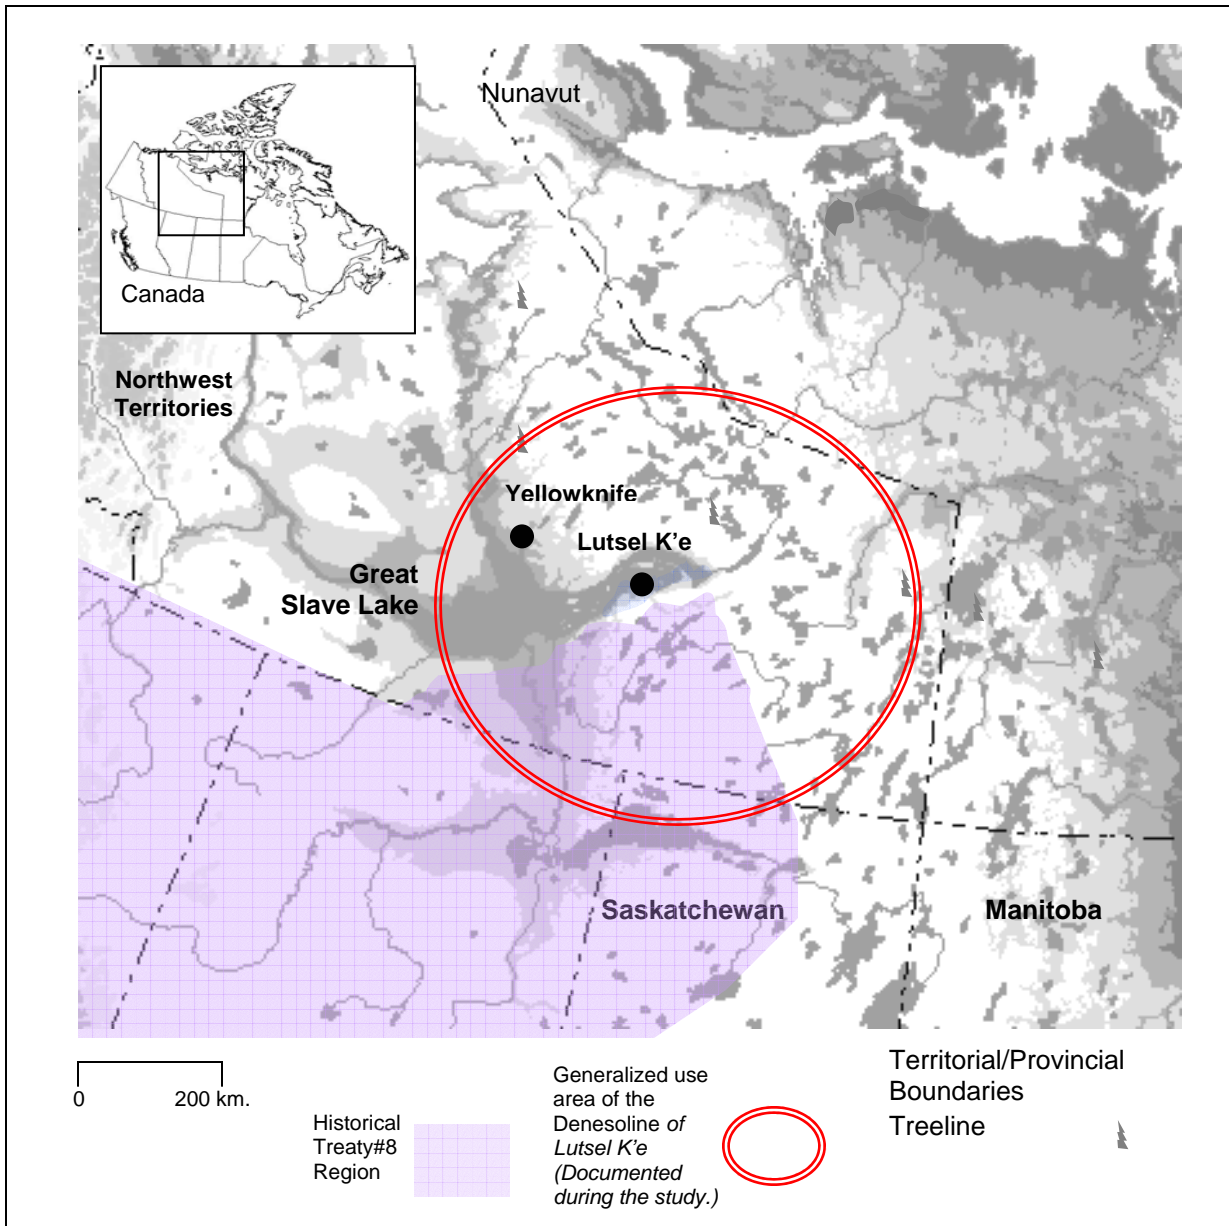 Nunavut
Canada
Northwest
Territories
Yellowknife
Lutsel K'e
Great
Slave Lake
Saskatchewan
Manitoba
0 200 km.
Historical
Treaty#8
Region
Generalized use
area of the
Denesoline of
Lutsel K'e
(Documented
during the study.)
Territorial/Provincial
Boundaries
Treeline